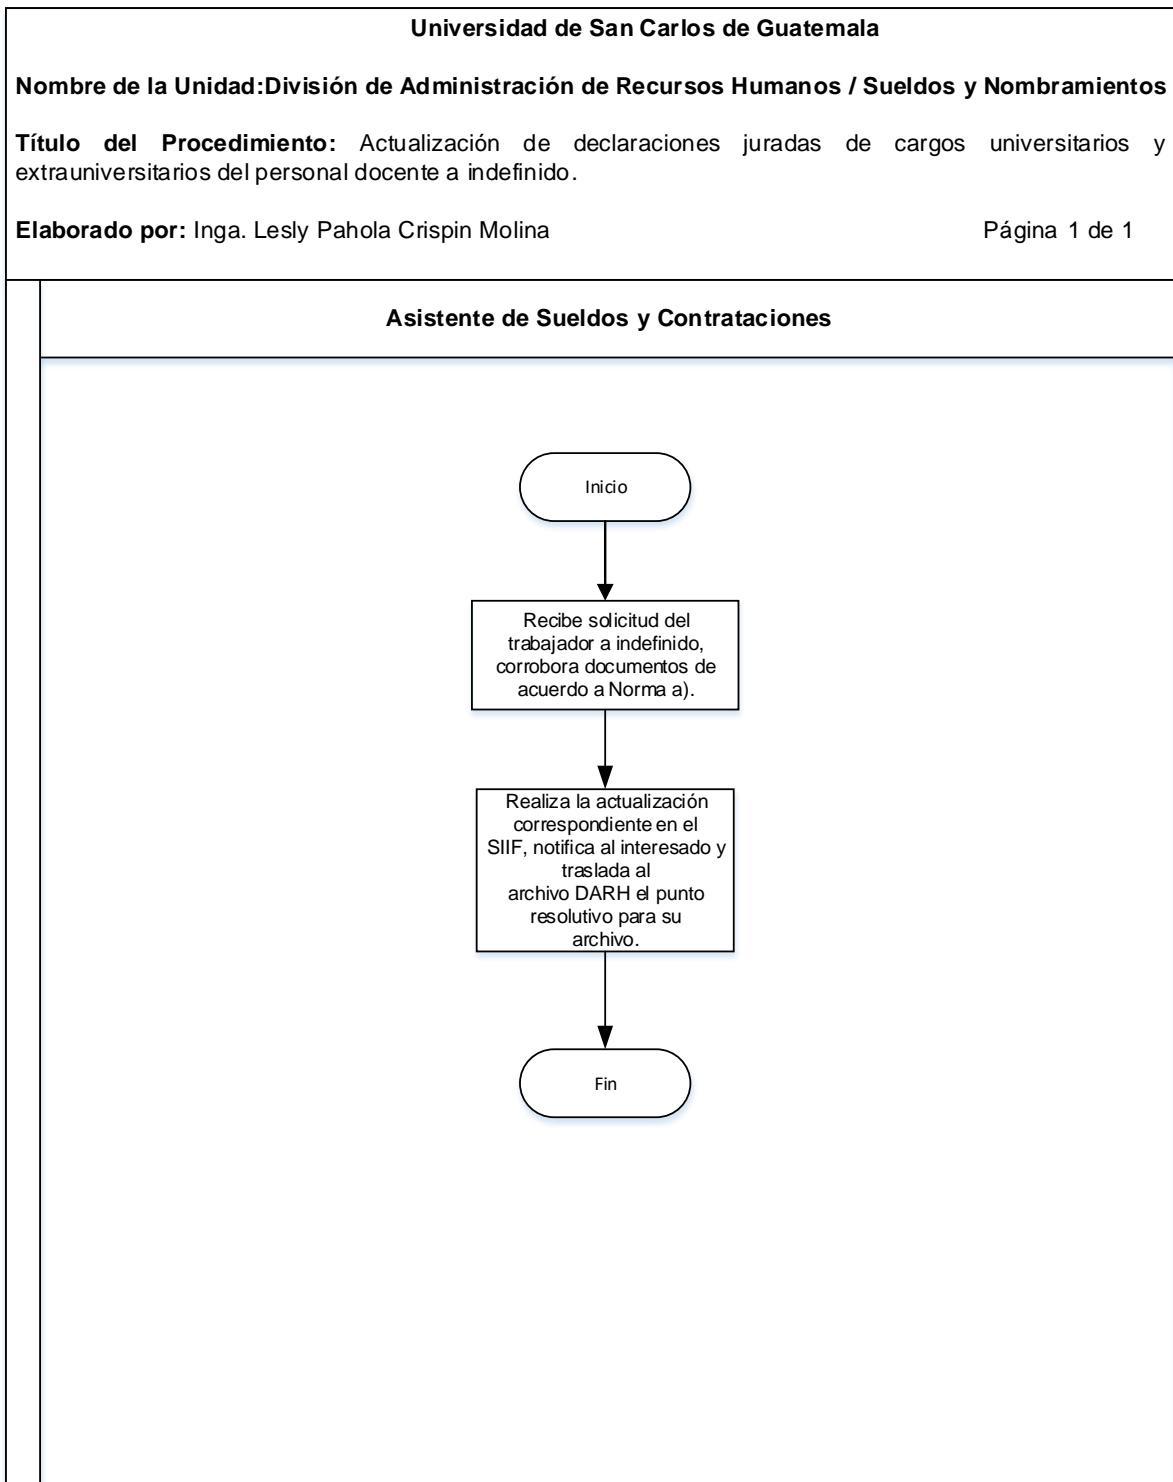 Universidad de San Carlos de Guatemala
Nombre de la Unidad:División de Administración de Recursos Humanos / Sueldos y Nombramientos
Título del Procedimiento: Actualización de declaraciones juradas de cargos universitarios y
extrauniversitarios del personal docente a indefinido.
Elaborado por: Inga. Lesly Pahola Crispin Molina Página 1 de 1
Asistente de Sueldos y Contrataciones
Inicio
Recibe solicitud del
trabajador a indefinido,
corrobora documentos de
acuerdo a Norma a).
Realiza la actualización
correspondiente en el
SIIF, notifica al interesado y
traslada al
archivo DARH el punto
resolutivo para su
archivo.
Fin